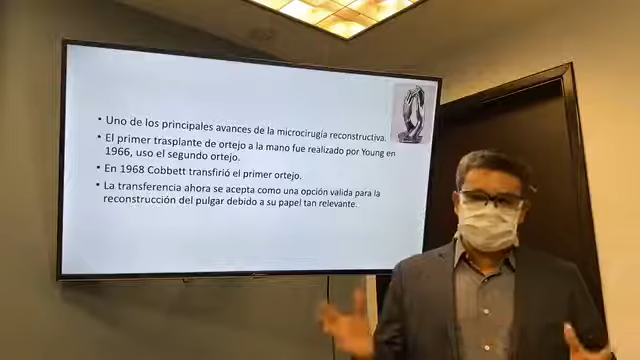 • Uno de los principales avances de la microcirugía reconstructiva.
• El primer trasplante de ortejo a la mano fue realizado por Young en
1966, uso el segundo ortejo.
• En 1968 Cobbett transfirió el primer ortejo.
• La transferencia ahora se acepta como una opción valida para la
reconstrucción del pulgar debido a su papel tan relevante.